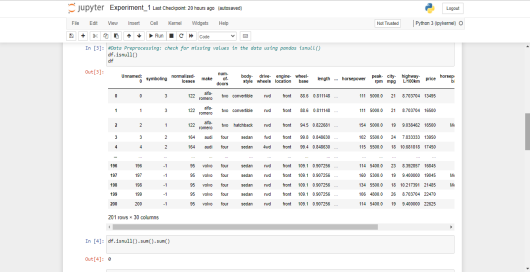 jupyter Experiment_1 Last Checkpoint: 20 hours ago (autosaved)
Logout
File Edit View Insert Cell Kernel Widgets Help
Not Trusted Python 3 (ipykernel)
Run Code
In [3]: #Data Preprocessing: check for missing values in the data using pandas isnull()
df.isnull()
df
Out[3]:
Unnamed: 0 symboling normalized-losses make num-of-doors body-style drive-wheels engine-location wheel-base length ... horsepower peak-rpm city-mpg highway-L/100km price
0 0 3 122 alfa-romero two convertible rwd front 88.6 0.811148 ... 111 5000.0 21 8.703704 13495
1 1 3 122 alfa-romero two convertible rwd front 88.6 0.811148 ... 111 5000.0 21 8.703704 16500
2 2 1 122 alfa-romero two hatchback rwd front 94.5 0.822681 ... 154 5000.0 19 9.038462 16500
3 3 2 164 audi four sedan fwd front 99.8 0.848630 ... 102 5500.0 24 7.833333 13950
4 4 2 164 audi four sedan 4wd front 99.4 0.848630 ... 115 5500.0 18 10.681818 17450
... ... ... ... ... ... ... ... ... ... ... ... ... ... ... ...
196 196 -1 95 volvo four sedan rwd front 109.1 0.907256 ... 114 5400.0 23 8.392857 16845
197 197 -1 95 volvo four sedan rwd front 109.1 0.907256 ... 160 5300.0 19 9.400000 19045
198 198 -1 95 volvo four sedan rwd front 109.1 0.907256 ... 134 5500.0 18 10.217391 21485
199 199 -1 95 volvo four sedan rwd front 109.1 0.907256 ... 106 4800.0 26 8.703704 22470
200 200 -1 95 volvo four sedan rwd front 109.1 0.907256 ... 114 5400.0 19 9.400000 22625
201 rows × 30 columns
In [4]: df.isnull().sum().sum()
Out[4]: 0